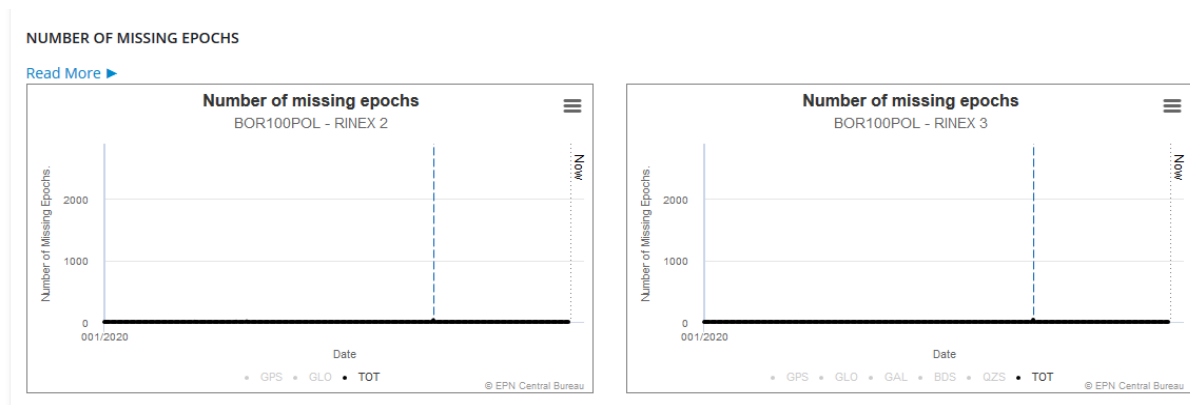 NUMBER OF MISSING EPOCHS
Read More ▶
Number of missing epochs
BOR100POL - RINEX 2
Number of Missing Epochs.
2000
1000
0
001/2020
Now
Date
GPS GLO TOT
© EPN Central Bureau
Number of missing epochs
BOR100POL - RINEX 3
Number of Missing Epochs.
2000
1000
0
001/2020
Now
Date
GPS GLO GAL BDS QZS TOT
© EPN Central Bureau